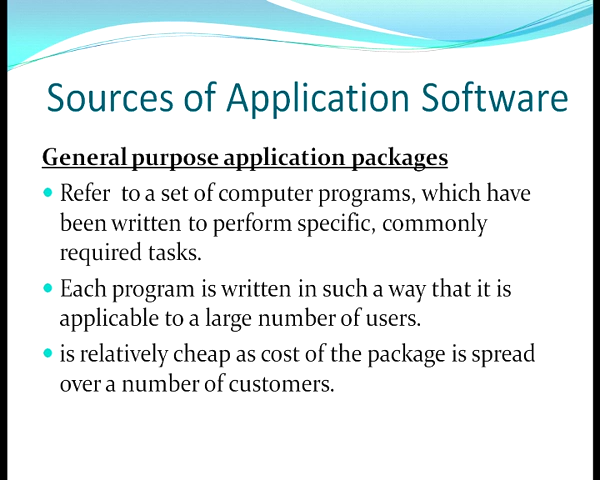 Sources of Application Software
General purpose application packages
Refer to a set of computer programs, which have
been written to perform specific, commonly
required tasks.
Each program is written in such a way that it is
applicable to a large number of users.
is relatively cheap as cost of the package is spread
over a number of customers.